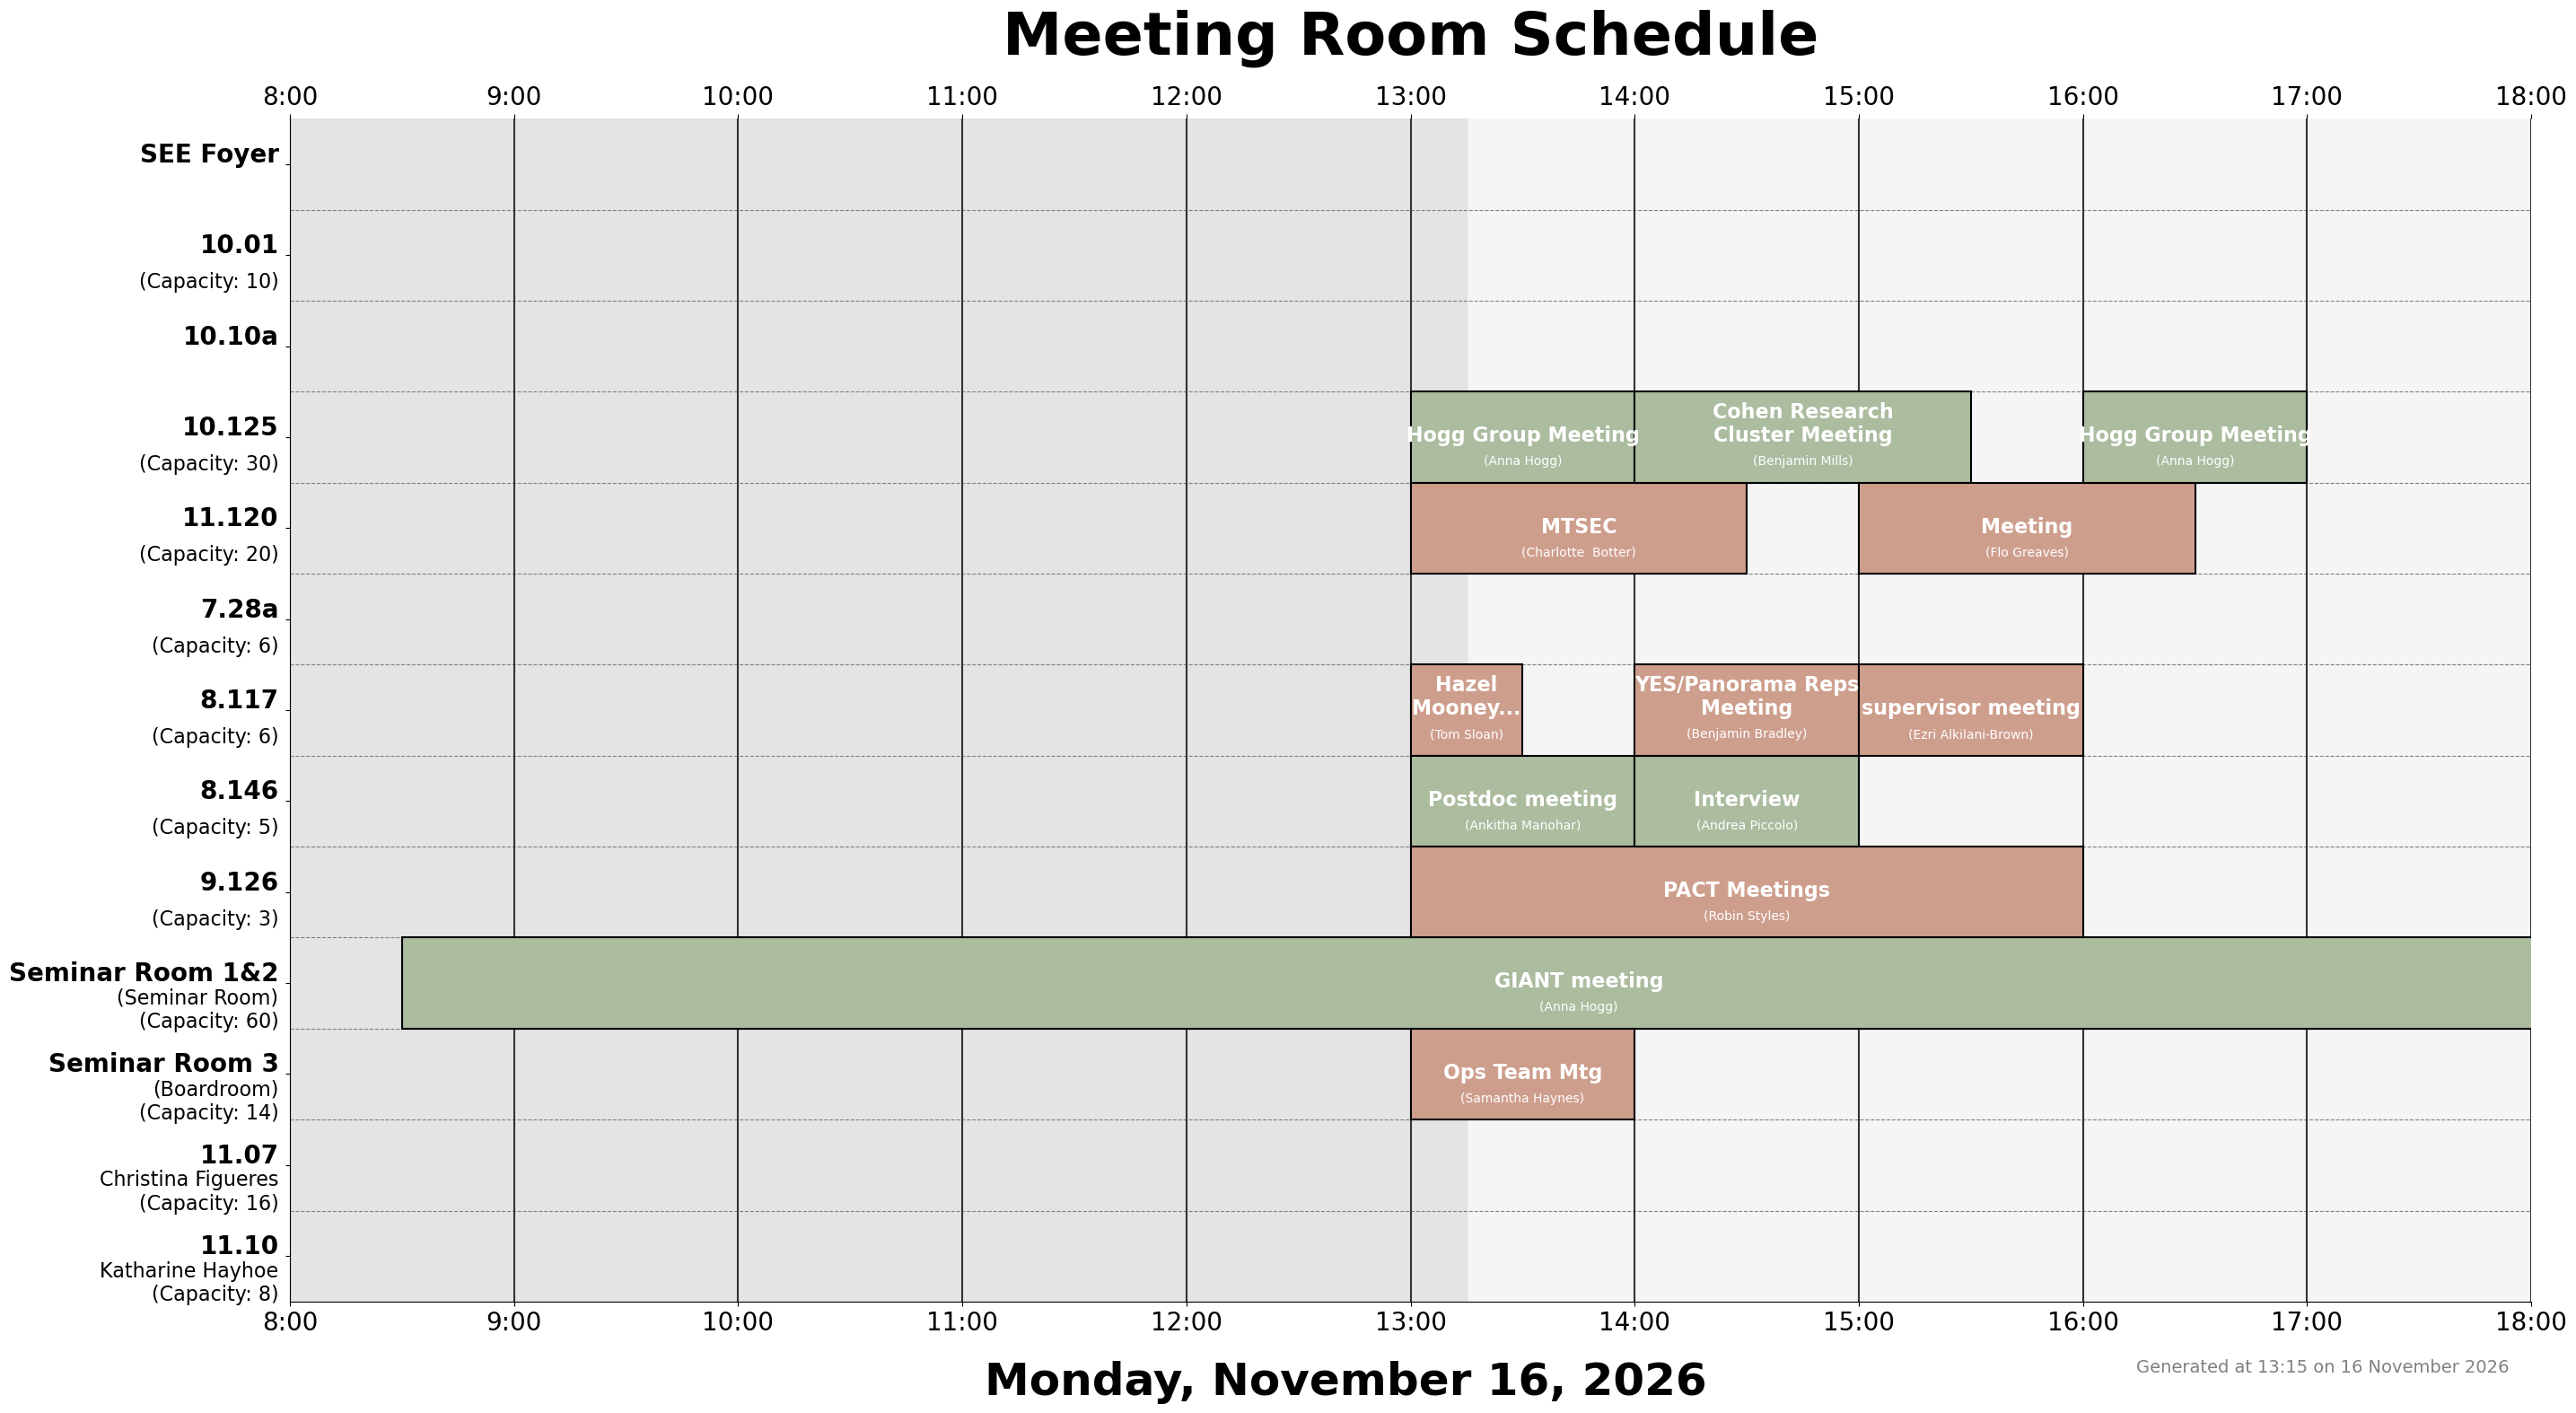 Meeting Room Schedule
8:00 9:00 10:00 11:00 12:00 13:00 14:00 15:00 16:00 17:00 18:00
SEE Foyer
10.01
(Capacity: 10)
10.10a
10.125
(Capacity: 30)
Hogg Group Meeting
(Anna Hogg)
Cohen Research
Cluster Meeting
(Benjamin Mills)
Hogg Group Meeting
(Anna Hogg)
11.120
(Capacity: 20)
MTSEC
(Charlotte  Botter)
Meeting
(Flo Greaves)
7.28a
(Capacity: 6)
8.117
(Capacity: 6)
Hazel
Mooney...
(Tom Sloan)
YES/Panorama Reps
Meeting
(Benjamin Bradley)
supervisor meeting
(Ezri Alkilani-Brown)
8.146
(Capacity: 5)
Postdoc meeting
(Ankitha Manohar)
Interview
(Andrea Piccolo)
9.126
(Capacity: 3)
PACT Meetings
(Robin Styles)
Seminar Room 1&2
(Seminar Room)
(Capacity: 60)
GIANT meeting
(Anna Hogg)
Seminar Room 3
(Boardroom)
(Capacity: 14)
Ops Team Mtg
(Samantha Haynes)
11.07
Christina Figueres
(Capacity: 16)
11.10
Katharine Hayhoe
(Capacity: 8)
8:00 9:00 10:00 11:00 12:00 13:00 14:00 15:00 16:00 17:00 18:00
Monday, November 16, 2026
Generated at 13:15 on 16 November 2026